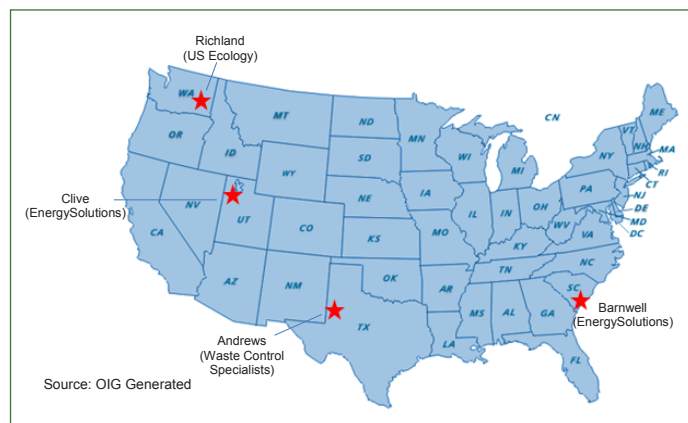 Richland
(US Ecology)
WA
MT
ND
MN
ME
CN
VT
NH
OR
ID
SD
WI
MI
NY
MA
RI
CT
WY
Clive
(EnergySolutions)
NV
UT
NE
IA
PA
NJ
DE
MD
DC
CA
CO
KS
MO
IL
IN
OH
WV
VA
KY
AZ
NM
OK
AR
TN
NC
SC
Barnwell
(EnergySolutions)
TX
MS
AL
GA
LA
FL
Andrews
(Waste Control
Specialists)
Source: OIG Generated